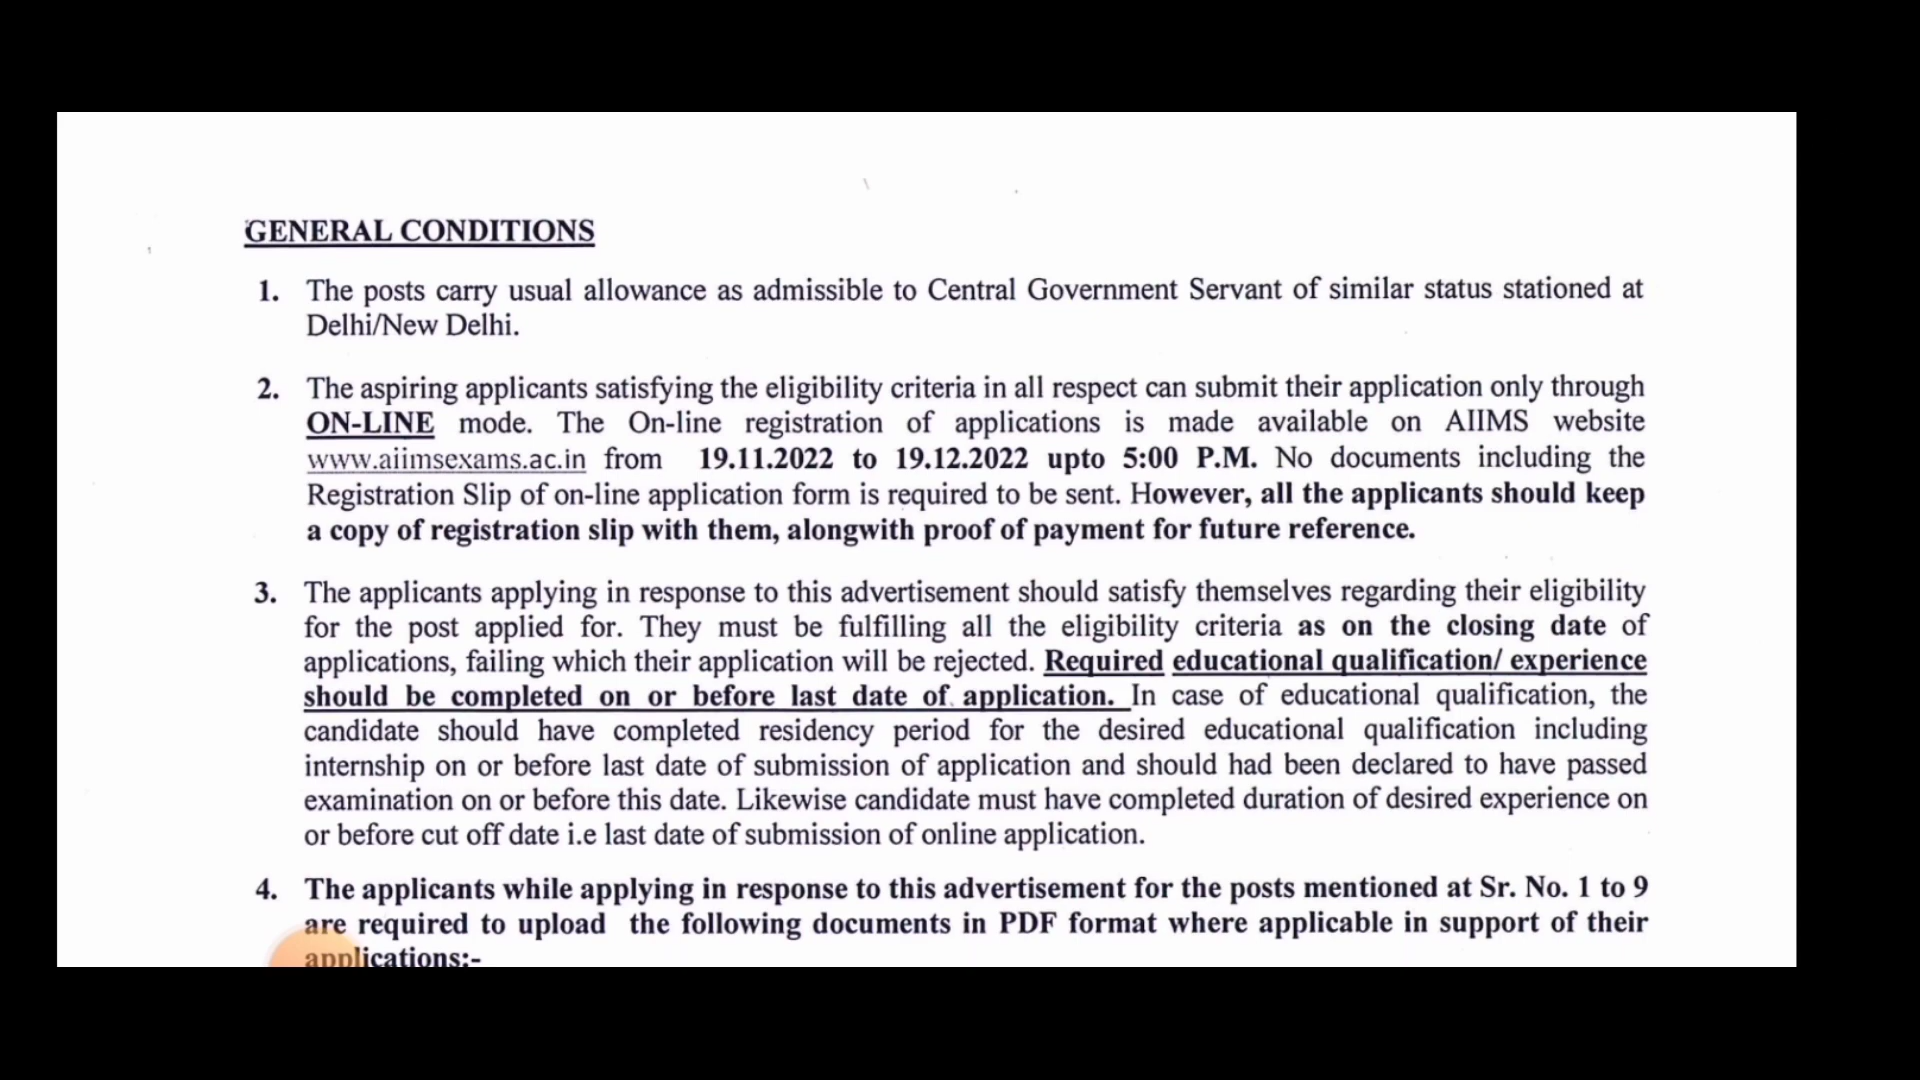 GENERAL CONDITIONS
1. The posts carry usual allowance as admissible to Central Government Servant of similar status stationed at
Delhi/New Delhi.
2. The aspiring applicants satisfying the eligibility criteria in all respect can submit their application only through
ON-LINE mode. The On-line registration of applications is made available on AIIMS website
www.aiimsexams.ac.in from 19.11.2022 to 19.12.2022 upto 5:00 P.M. No documents including the
Registration Slip of on-line application form is required to be sent. However, all the applicants should keep
a copy of registration slip with them, alongwith proof of payment for future reference.
3. The applicants applying in response to this advertisement should satisfy themselves regarding their eligibility
for the post applied for. They must be fulfilling all the eligibility criteria as on the closing date of
applications, failing which their application will be rejected. Required educational qualification/ experience
should be completed on or before last date of application. In case of educational qualification, the
candidate should have completed residency period for the desired educational qualification including
internship on or before last date of submission of application and should had been declared to have passed
examination on or before this date. Likewise candidate must have completed duration of desired experience on
or before cut off date i.e last date of submission of online application.
4. The applicants while applying in response to this advertisement for the posts mentioned at Sr. No. 1 to 9
are required to upload the following documents in PDF format where applicable in support of their
applications:-